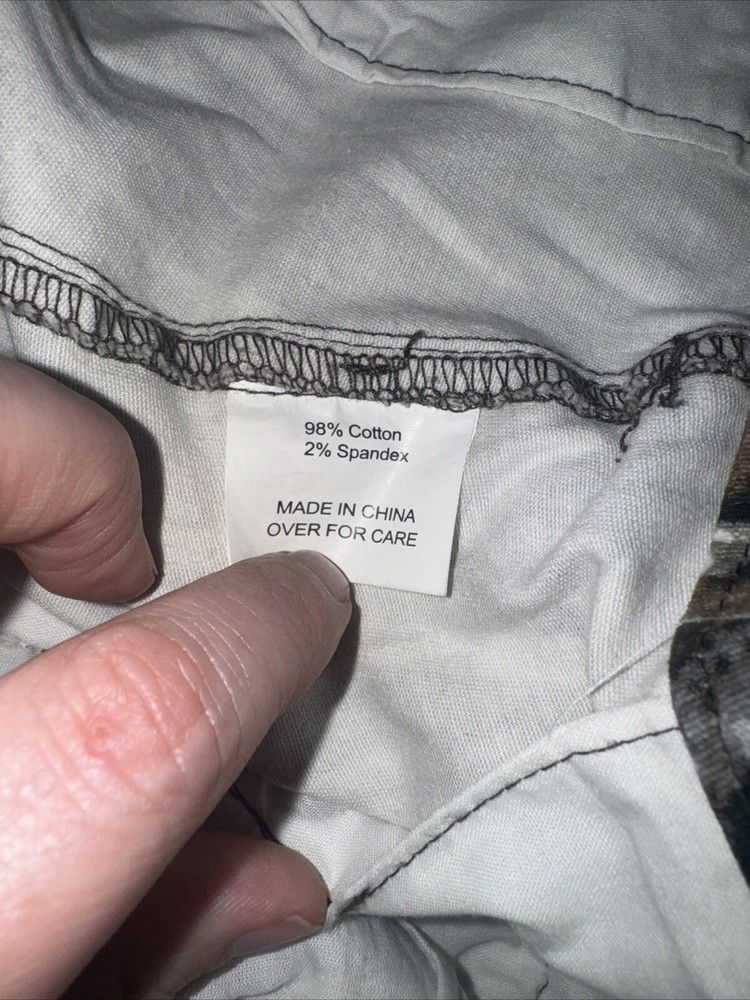 98% Cotton
2% Spandex
MADE IN CHINA
OVER FOR CARE